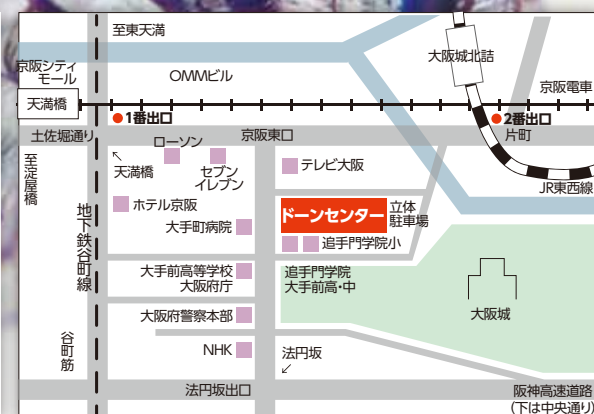 至東天満
大阪城北詰
京阪シティ
モール
OMMビル
京阪電車
天満橋
1番出口
2番出口
土佐堀通り
京阪東口
片町
ローソン
至淀屋橋
↖
天満橋
セブン
イレブン
テレビ大阪
JR東西線
ホテル京阪
地下鉄谷町線
ドーンセンター
立体
駐車場
大手町病院
追手門学院小
大手前高等学校
大阪府庁
追手門学院
大手前高・中
大阪城
大阪府警察本部
谷町筋
NHK
法円坂
↙
法円坂出口
阪神高速道路
(下は中央通り)